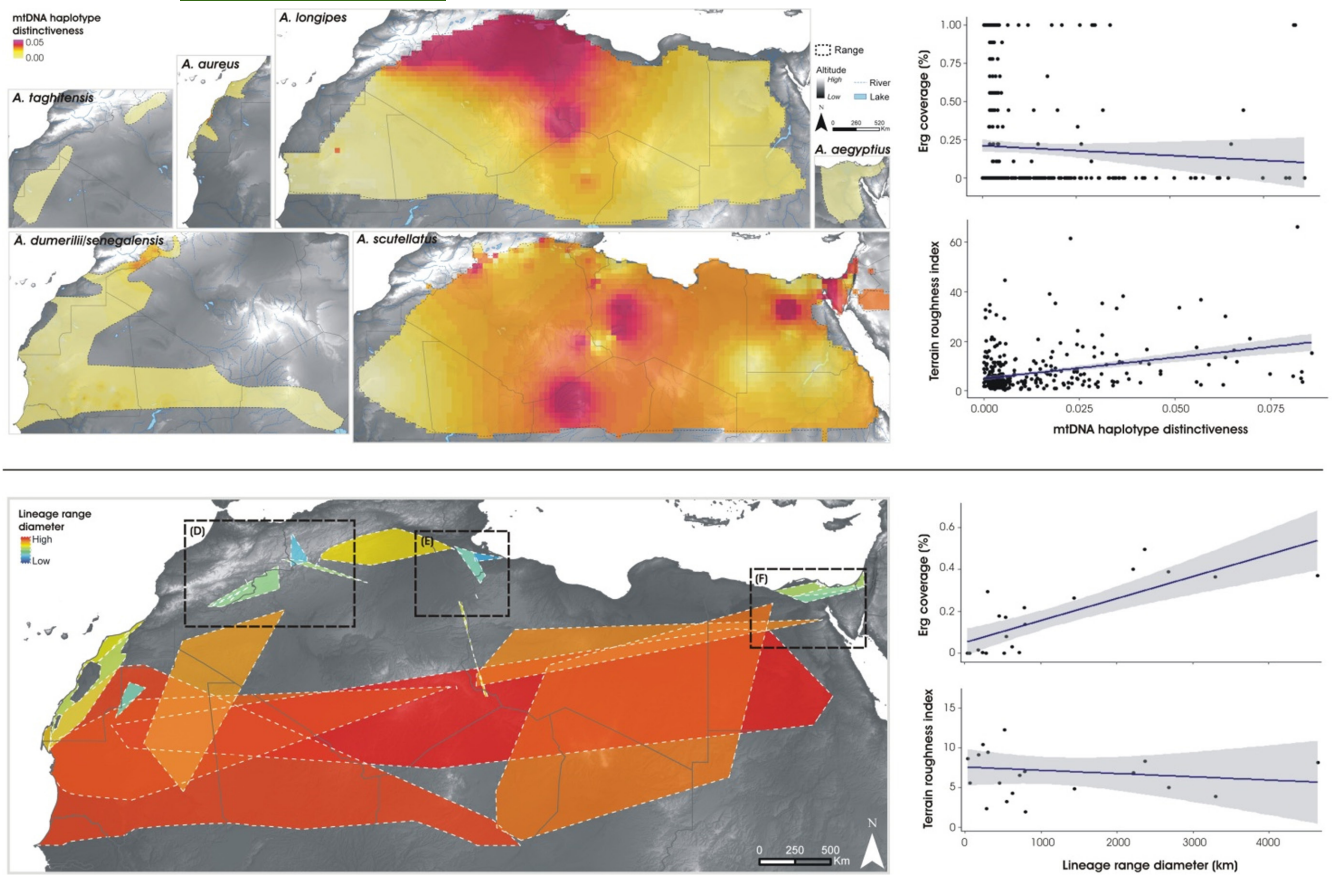 mtDNA haplotype
distinctiveness
0.05
0.00
A. taghitensis
A. aureus
A. longipes
Range
Altitude
High
Low
River
Lake
N
0 260 520
Km
A. aegyptius
A. dumerilii/senegalensis
A. scutellatus
Erg coverage (%)
1.00
0.75
0.50
0.25
0
Terrain roughness index
60
40
20
0
0.000 0.025 0.050 0.075
mtDNA haplotype distinctiveness
Lineage range
diameter
High
Low
(D)
(E)
(F)
N
0 250 500
Km
Erg coverage (%)
0.6
0.4
0.2
0
Terrain roughness index
15
10
5
0
0 1000 2000 3000 4000
Lineage range diameter (km)